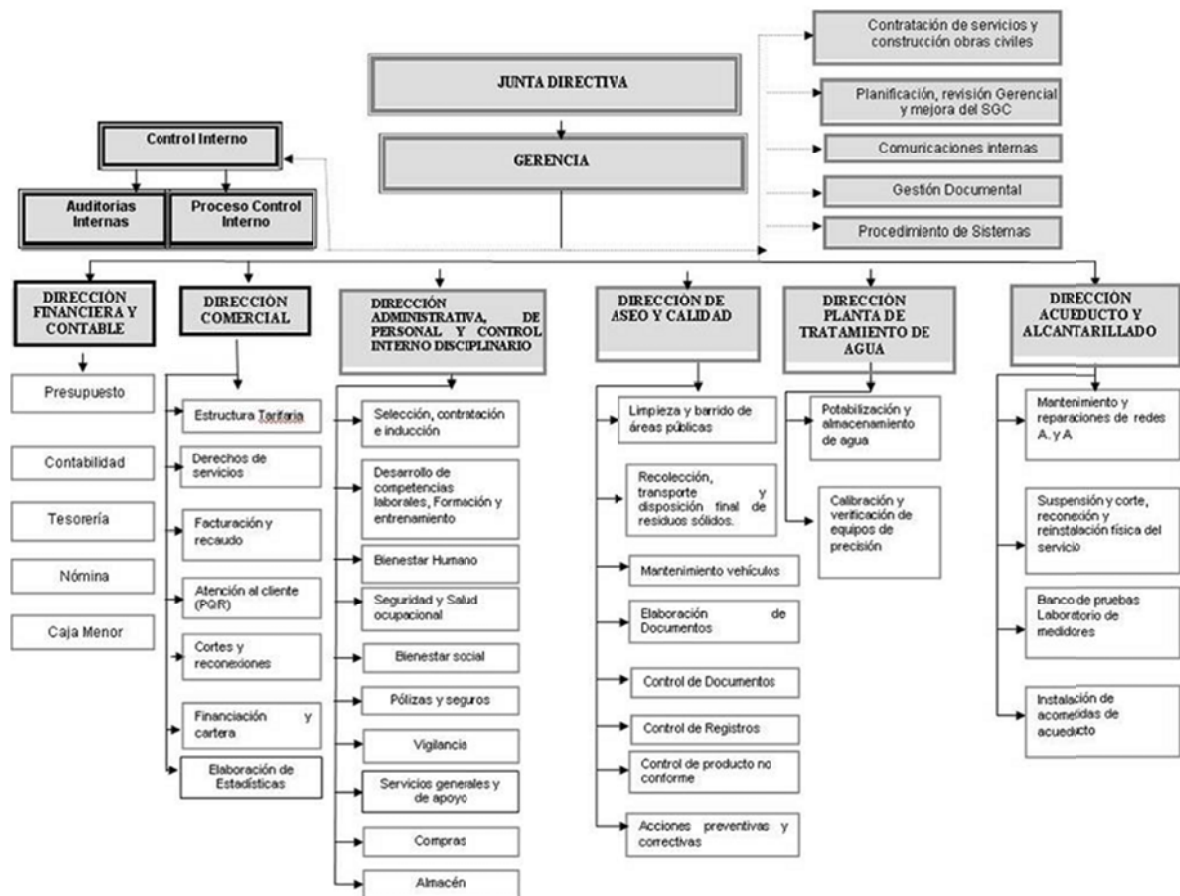 Contratación de servicios y
construcción obras civiles
JUNTA DIRECTIVA
Planificación, revisión Gerencial
y mejora del SGC
Control Interno
GERENCIA
Comunicaciones internas
Auditorías
Internas
Proceso Control
Interno
Gestión Documental
Procedimiento de Sistemas
DIRECCIÓN
FINANCIERA Y
CONTABLE
Presupuesto
Contabilidad
Tesorería
Nómina
Caja Menor
DIRECCIÓN
COMERCIAL
Estructura Tarifaria
Derechos de
servicios
Facturación y
recaudo
Atención al cliente
(PQR)
Cortes y
reconexiones
Financiación y
cartera
Elaboración de
Estadísticas
DIRECCIÓN
ADMINISTRATIVA, DE
PERSONAL Y CONTROL
INTERNO DISCIPLINARIO
Selección, contratación
e inducción
Desarrollo de
competencias
laborales, Formación y
entrenamiento
Bienestar Humano
Seguridad y Salud
ocupacional
Bienestar social
Pólizas y seguros
Vigilancia
Servicios generales y
de apoyo
Compras
Almacén
DIRECCIÓN DE
ASEO Y CALIDAD
Limpieza y barrido de
áreas públicas
Recolección,
transporte y
disposición final de
residuos sólidos.
Mantenimiento vehículos
Elaboración de
Documentos
Control de Documentos
Control de Registros
Control de producto no
conforme
Acciones preventivas y
correctivas
DIRECCIÓN
PLANTA DE
TRATAMIENTO DE
AGUA
Potabilización y
almacenamiento
de agua
Calibración y
verificación de
equipos de
precisión
DIRECCIÓN
ACUEDUCTO Y
ALCANTARILLADO
Mantenimiento y
reparaciones de redes
A. y A
Suspensión y corte,
reconexión y
reinstalación física del
servicio
Banco de pruebas
Laboratorio de
medidores
Instalación de
acometidas de
acueducto